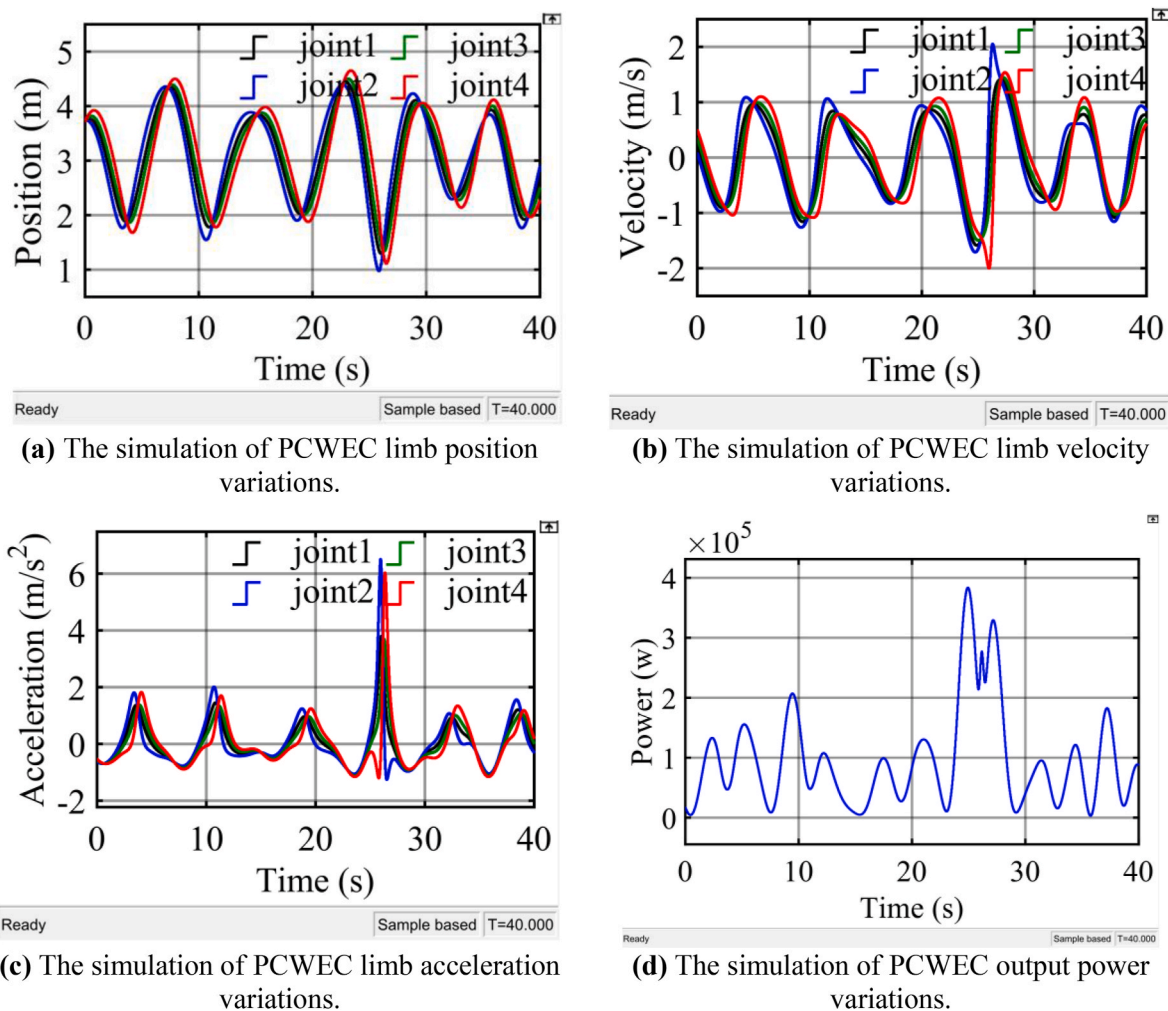 joint1 joint3
joint2 joint4
Position (m)
5
4
3
2
1
0 10 20 30 40
Time (s)
Ready Sample based T=40.000
(a) The simulation of PCWEC limb position
variations.
joint1 joint3
joint2 joint4
Velocity (m/s)
2
1
0
-1
-2
0 10 20 30 40
Time (s)
Ready Sample based T=40.000
(b) The simulation of PCWEC limb velocity
variations.
joint1 joint3
joint2 joint4
Acceleration (m/s²)
6
4
2
0
-2
0 10 20 30 40
Time (s)
Ready Sample based T=40.000
(c) The simulation of PCWEC limb acceleration
variations.
×10⁵
Power (w)
4
3
2
1
0
0 10 20 30 40
Time (s)
Ready Sample based T=40.000
(d) The simulation of PCWEC output power
variations.